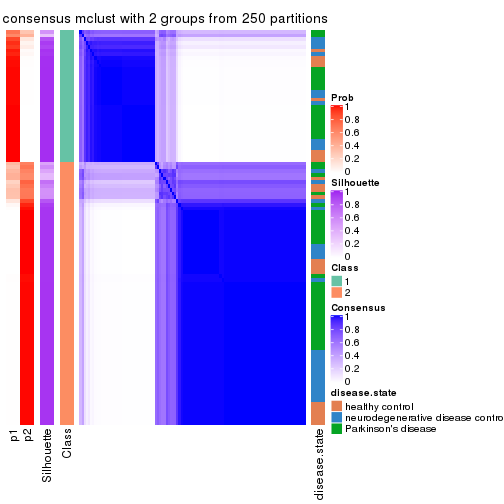 consensus mclust with 2 groups from 250 partitions
Prob
1
0.8
0.6
0.4
0.2
0
Silhouette
1
0.8
0.6
0.4
0.2
0
Class
1
2
Consensus
1
0.8
0.6
0.4
0.2
0
disease.state
healthy control
neurodegenerative disease contro
Parkinson's disease
p1
p2
Silhouette
Class
disease.state